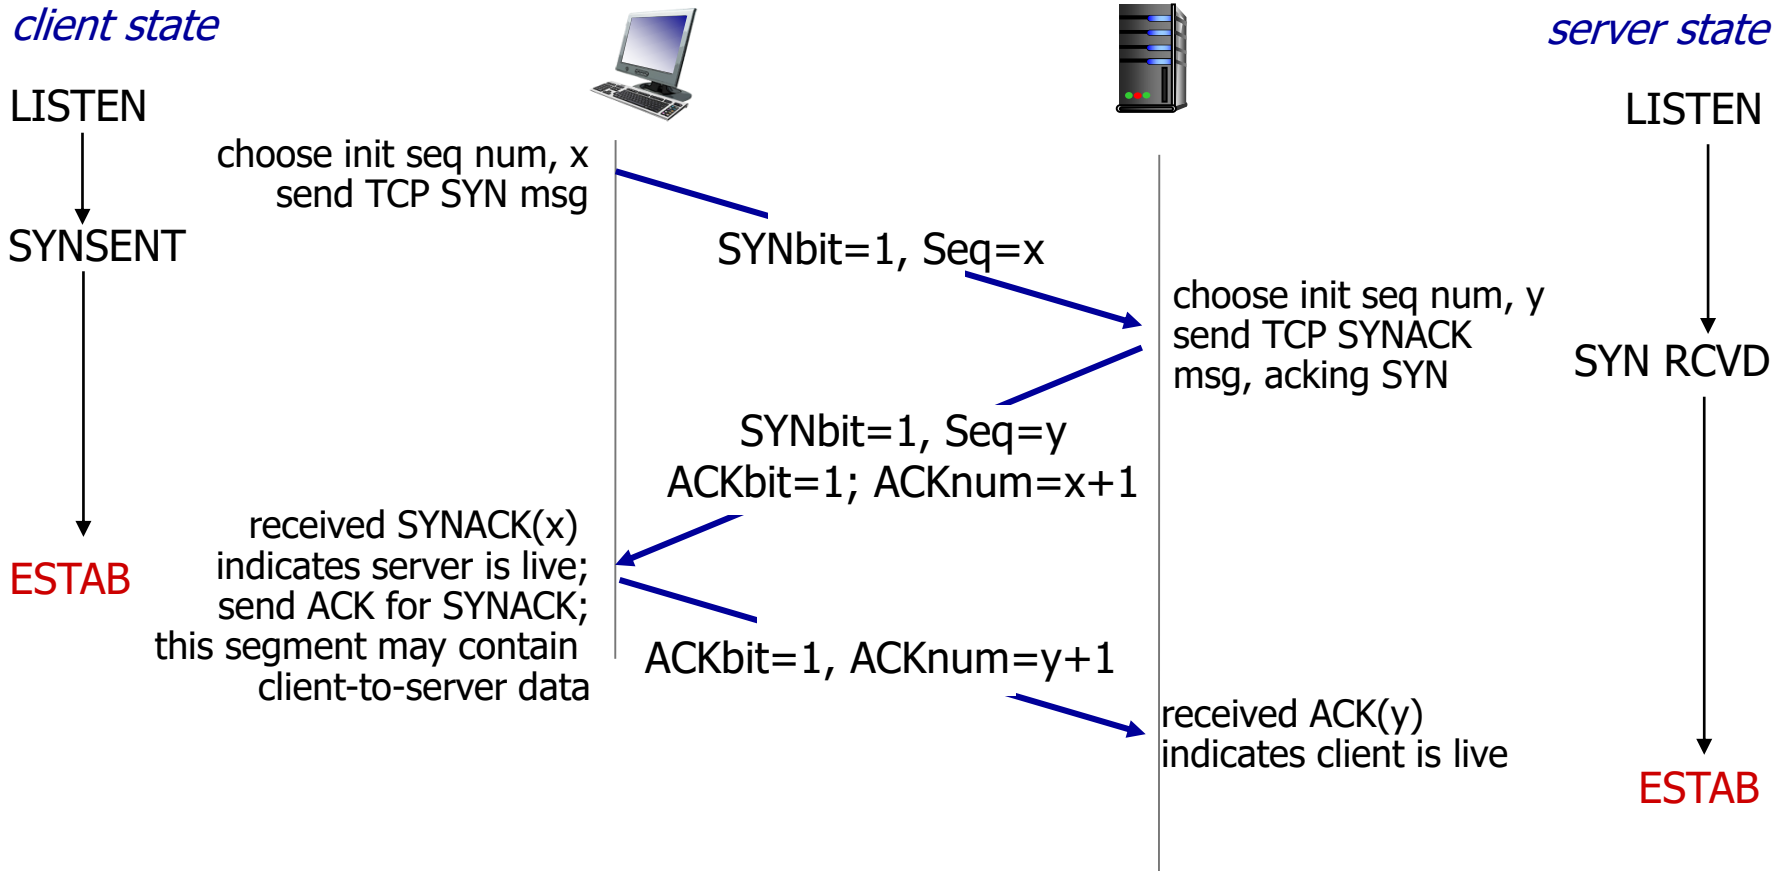 client state
server state
LISTEN
LISTEN
choose init seq num, x
send TCP SYN msg
SYNSENT
SYNbit=1, Seq=x
choose init seq num, y
send TCP SYNACK
msg, acking SYN
SYN RCVD
SYNbit=1, Seq=y
ACKbit=1; ACKnum=x+1
received SYNACK(x)
indicates server is live;
send ACK for SYNACK;
this segment may contain
client-to-server data
ESTAB
ACKbit=1, ACKnum=y+1
received ACK(y)
indicates client is live
ESTAB